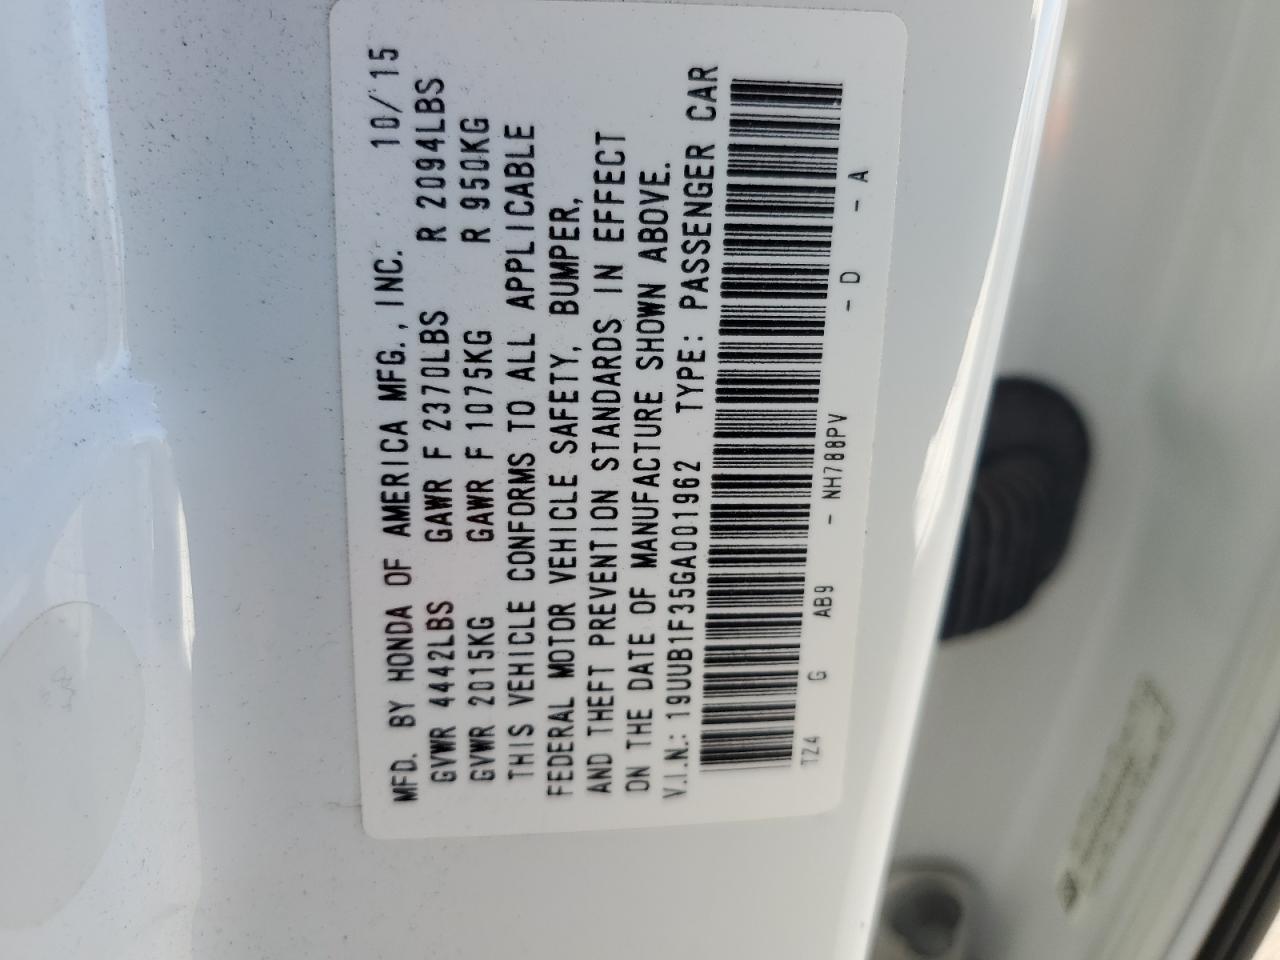 MFD. BY HONDA OF AMERICA MFG., INC. 10/15
GVWR 4442LBS GAWR F 2370LBS R 2094LBS
GVWR 2015KG GAWR F 1075KG R 950KG
THIS VEHICLE CONFORMS TO ALL APPLICABLE
FEDERAL MOTOR VEHICLE SAFETY, BUMPER,
AND THEFT PREVENTION STANDARDS IN EFFECT
ON THE DATE OF MANUFACTURE SHOWN ABOVE.
V.I.N.: 19UUB1F35GA001962 TYPE: PASSENGER CAR
TZ4 G AB9 - NH788PV - D - A